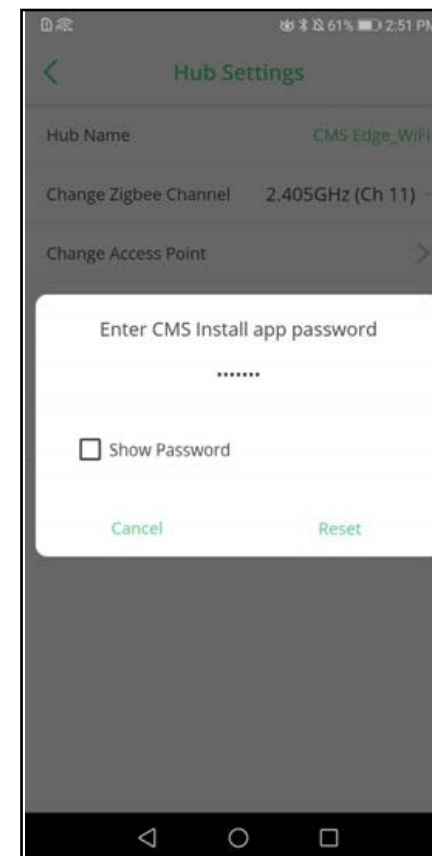 61% 2:51 PM
Hub Settings
Hub Name CMS Edge_WiFi
Change Zigbee Channel 2.405GHz (Ch 11)
Change Access Point
Enter CMS Install app password
•••••••
Show Password
Cancel Reset